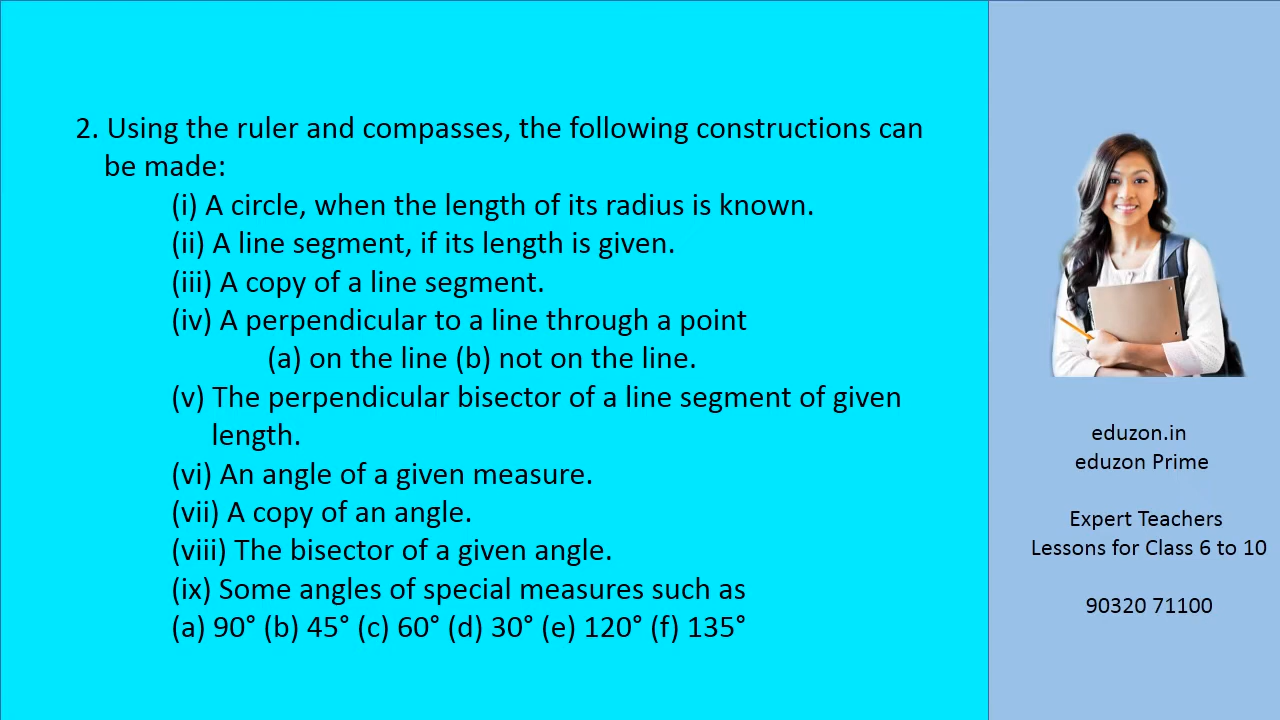 2. Using the ruler and compasses, the following constructions can
be made:
(i) A circle, when the length of its radius is known.
(ii) A line segment, if its length is given.
(iii) A copy of a line segment.
(iv) A perpendicular to a line through a point
(a) on the line (b) not on the line.
(v) The perpendicular bisector of a line segment of given
length.
(vi) An angle of a given measure.
(vii) A copy of an angle.
(viii) The bisector of a given angle.
(ix) Some angles of special measures such as
(a) 90° (b) 45° (c) 60° (d) 30° (e) 120° (f) 135°
eduzon.in
eduzon Prime
Expert Teachers
Lessons for Class 6 to 10
90320 71100